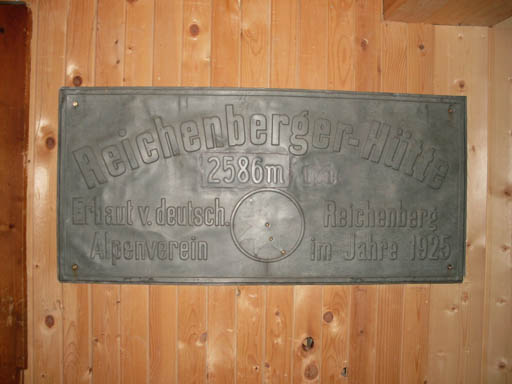 Reichenberger-Hütte
2586m
Erbaut v. deutsch. Reichenberg
Alpenverein im Jahre 1925